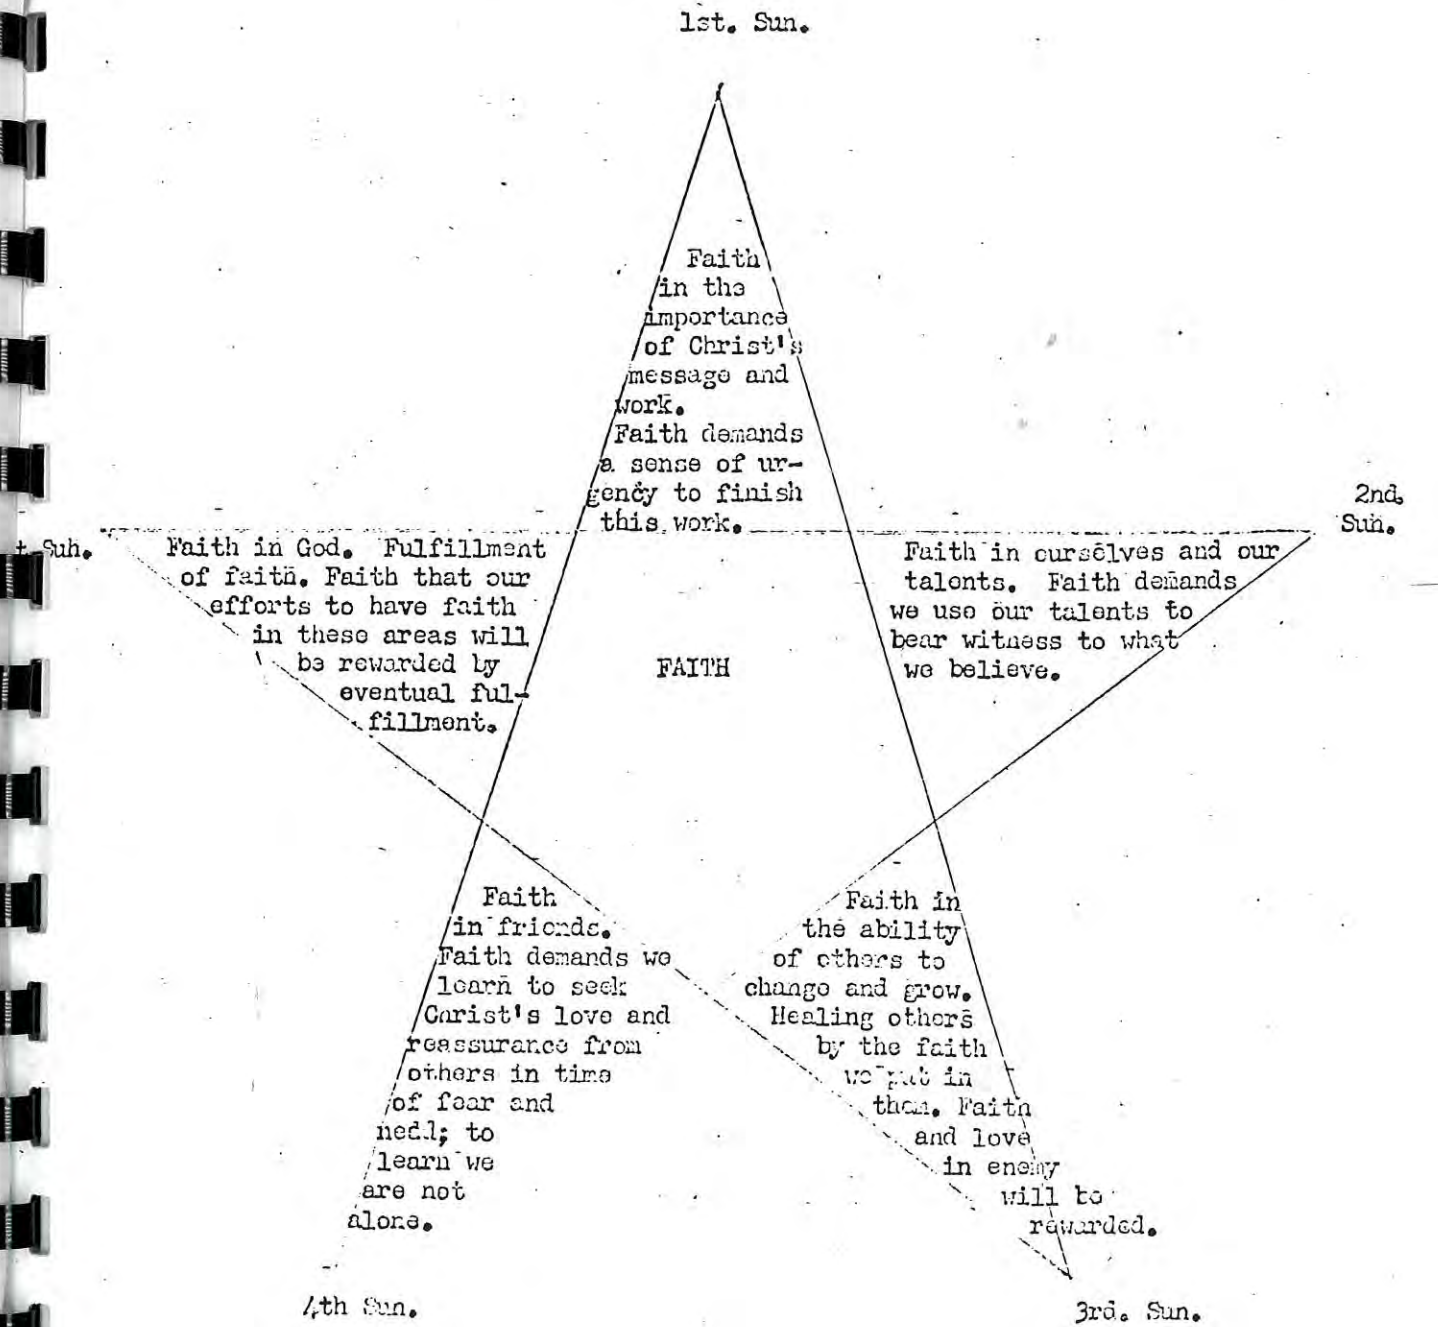 1st. Sun.
Faith
in the
importance
of Christ's
message and
work.
Faith demands
a sense of ur-
gency to finish
this work.
2nd.
Sun.
Faith in ourselves and our
talents. Faith demands
we use our talents to
bear witness to what
we believe.
t. Sun.
Faith in God. Fulfillment
of faith. Faith that our
efforts to have faith
in these areas will
be rewarded by
eventual ful-
fillment.
FAITH
Faith
in friends.
Faith demands we
learn to seek
Christ's love and
reassurance from
others in time
of fear and
need; to
learn we
are not
alone.
4th Sun.
Faith in
the ability
of others to
change and grow.
Healing others
by the faith
we put in
them. Faith
and love
in enemy
will be
rewarded.
3rd. Sun.